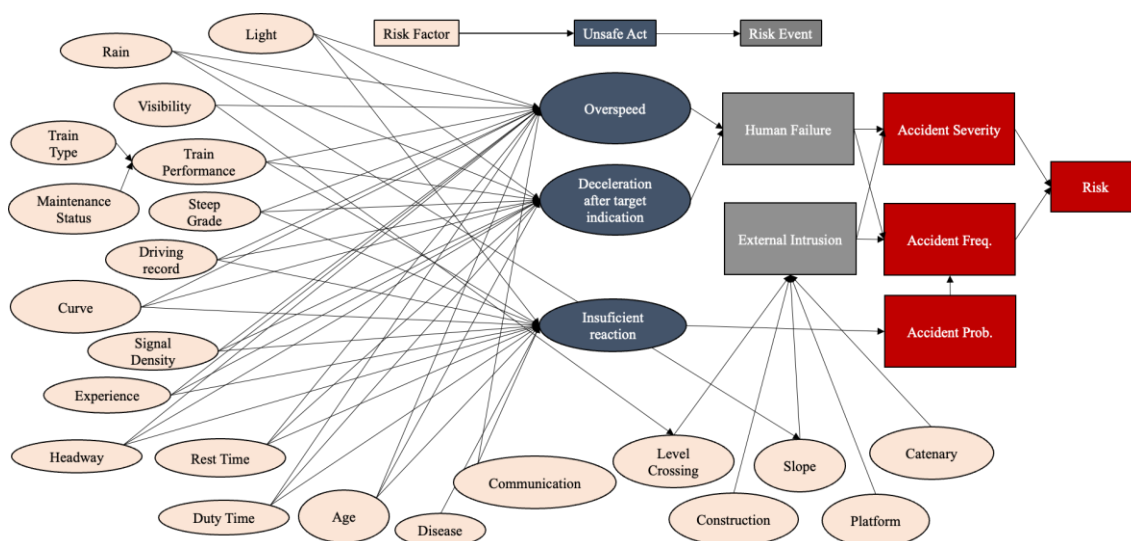 Light
Risk Factor
Unsafe Act
Risk Event
Rain
Visibility
Overspeed
Human Failure
Accident Severity
Train
Type
Train
Performance
Maintenance
Status
Steep
Grade
Deceleration
after target
indication
Risk
External Intrusion
Accident Freq.
Driving
record
Curve
Insuficient
reaction
Accident Prob.
Signal
Density
Experience
Headway
Rest Time
Communication
Level
Crossing
Slope
Catenary
Duty Time
Age
Disease
Construction
Platform